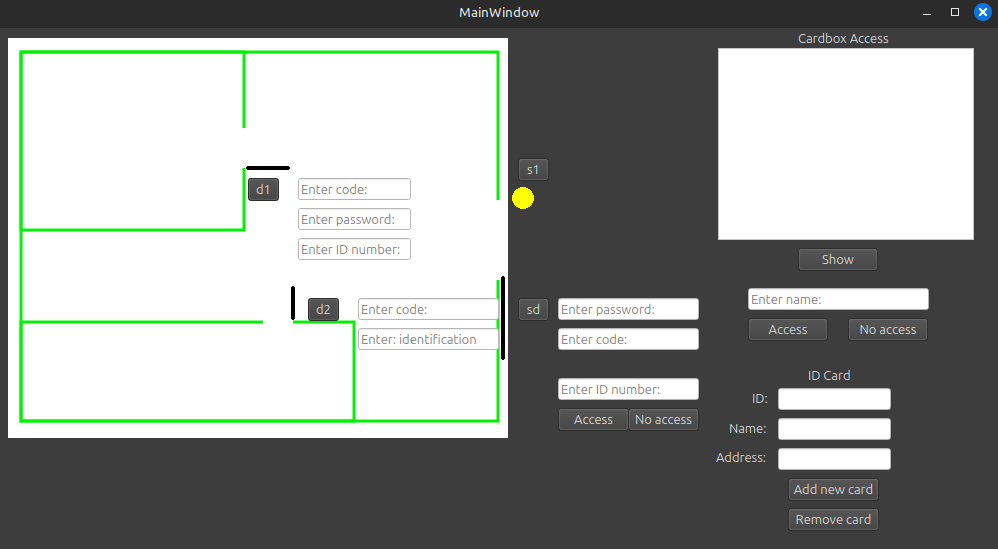 MainWindow
Cardbox Access
s1
d1
Enter code:
Enter password:
Enter ID number:
Show
d2
Enter code:
Enter: identification
sd
Enter password:
Enter code:
Enter name:
Access
No access
Enter ID number:
Access
No access
ID Card
ID:
Name:
Address:
Add new card
Remove card